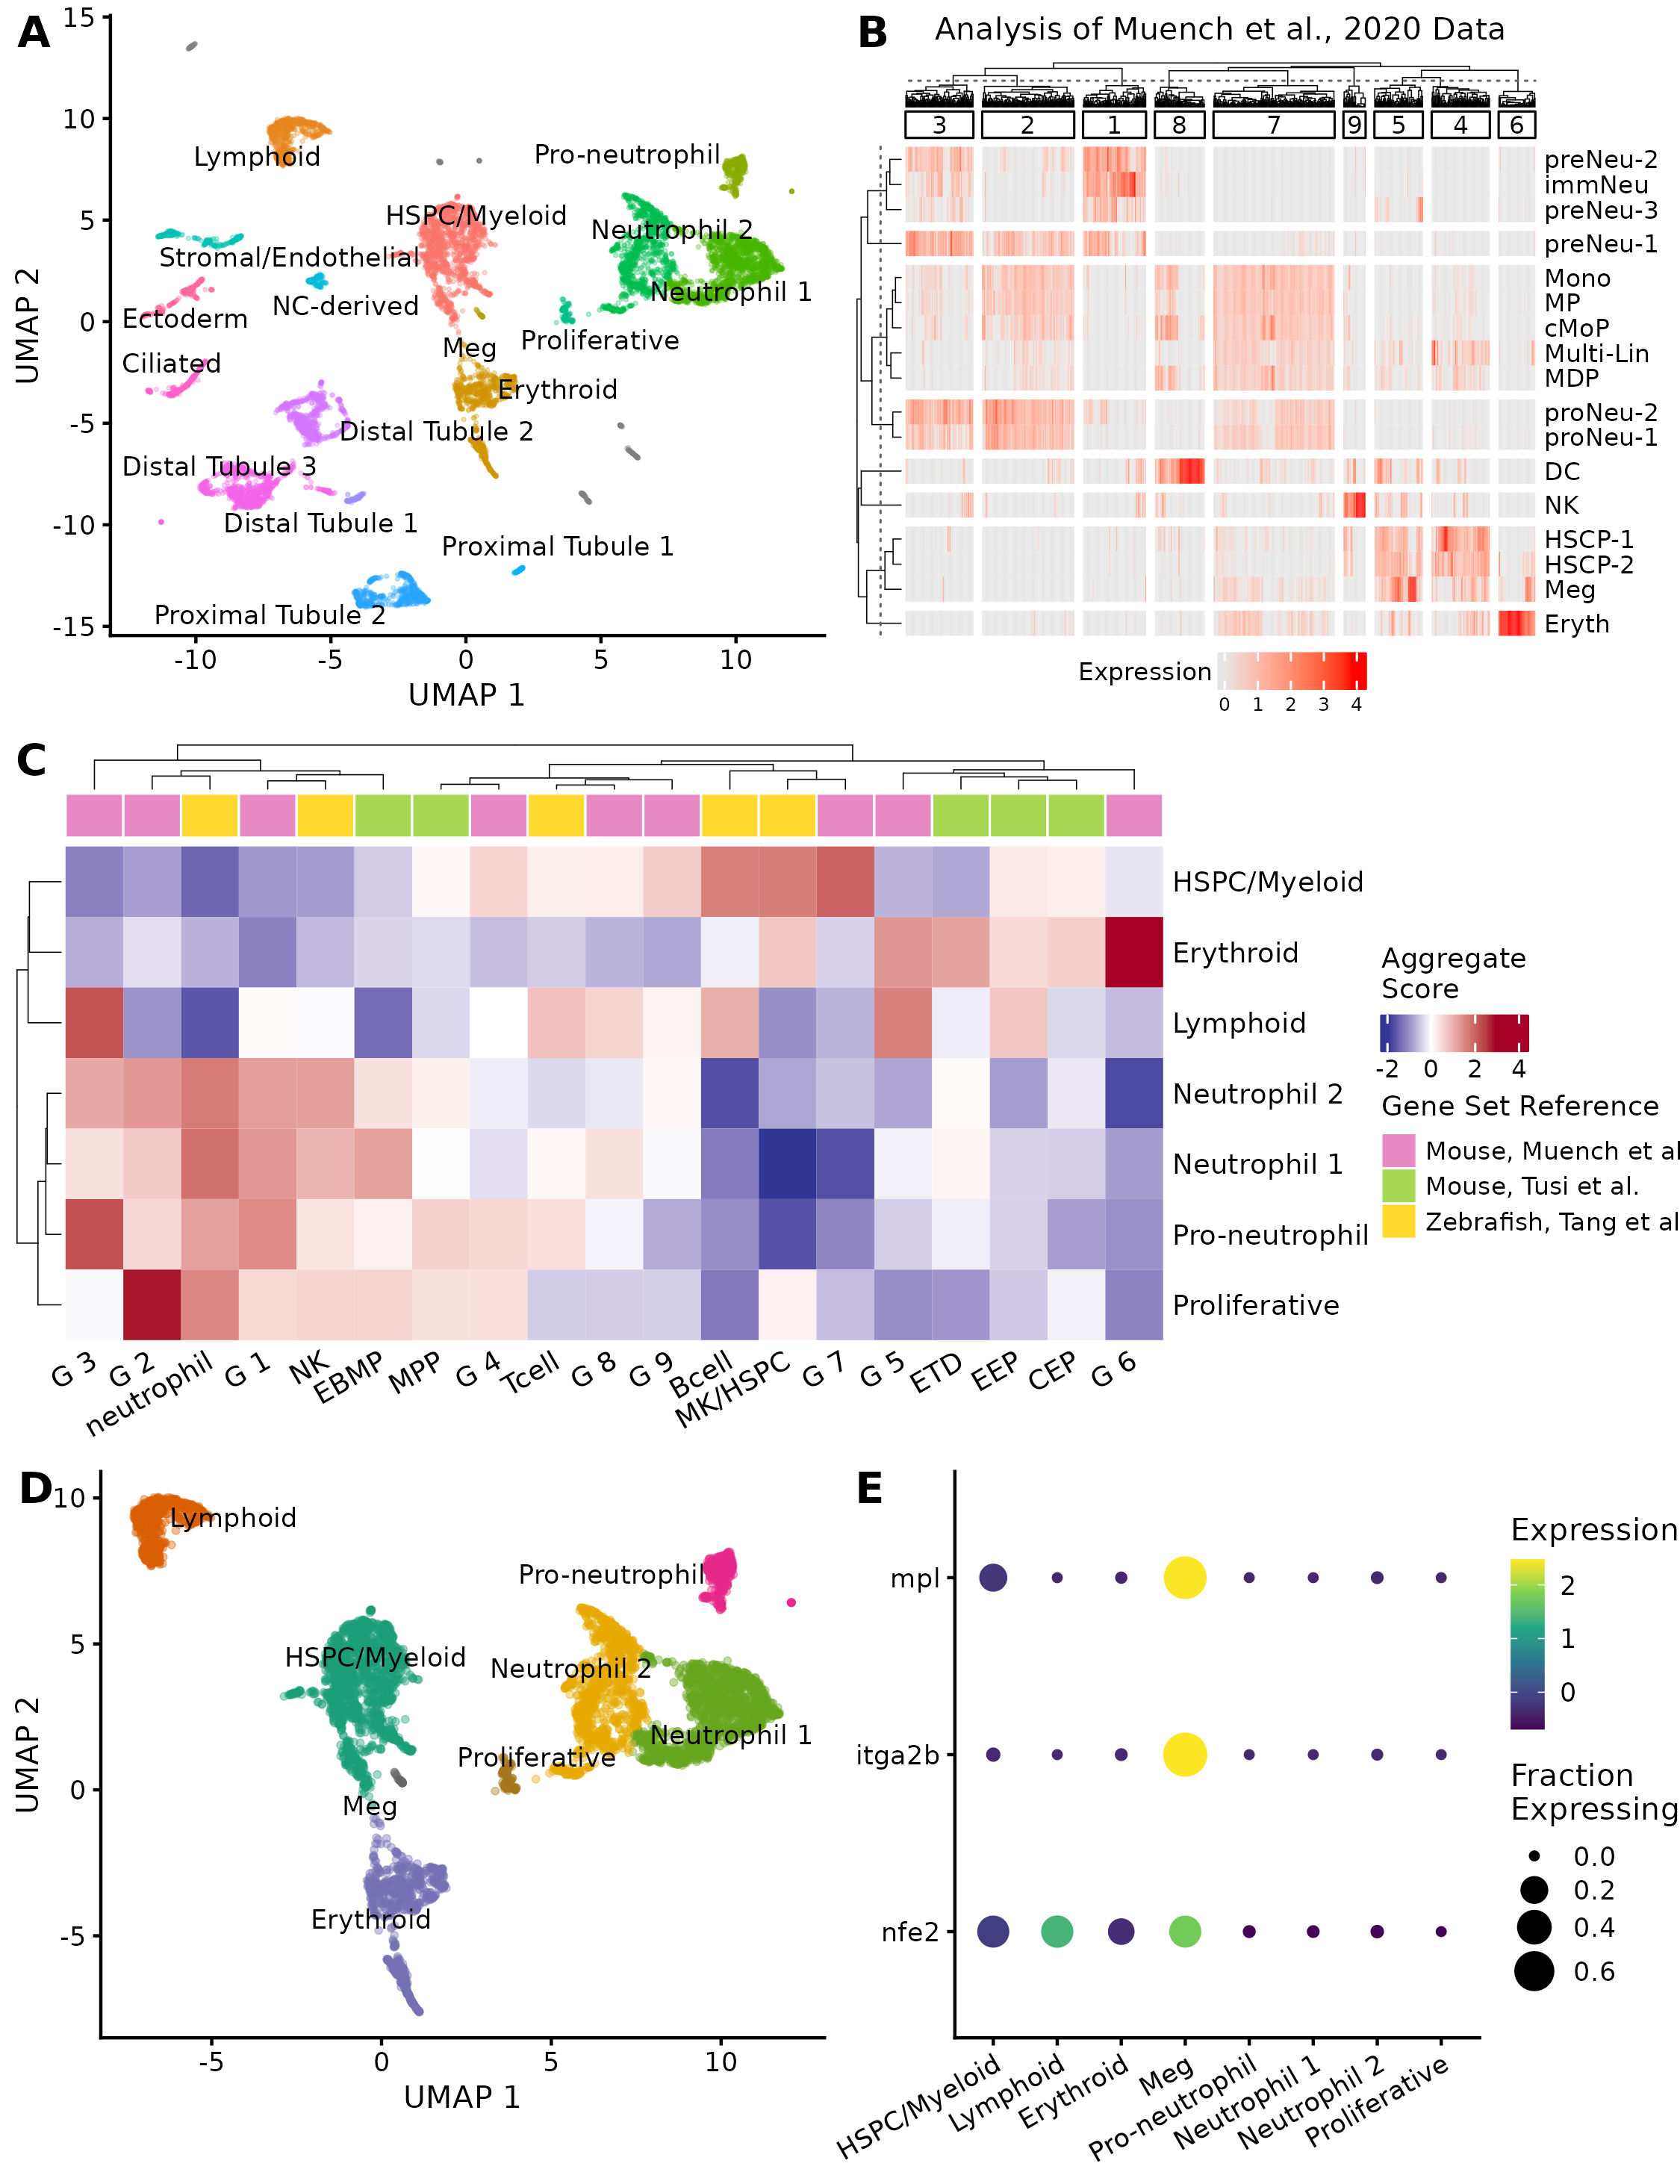 A
15
10
5
0
-5
-10
-15
UMAP 2
-10
-5
0
5
10
UMAP 1
Lymphoid
Pro-neutrophil
HSPC/Myeloid
Neutrophil 2
Stromal/Endothelial
Neutrophil 1
NC-derived
Ectoderm
Proliferative
Meg
Ciliated
Erythroid
Distal Tubule 2
Distal Tubule 3
Distal Tubule 1
Proximal Tubule 1
Proximal Tubule 2
B
Analysis of Muench et al., 2020 Data
3 2 1 8 7 9 5 4 6
preNeu-2
immNeu
preNeu-3
preNeu-1
Mono
MP
cMoP
Multi-Lin
MDP
proNeu-2
proNeu-1
DC
NK
HSCP-1
HSCP-2
Meg
Eryth
Expression
0 1 2 3 4
C
HSPC/Myeloid
Erythroid
Lymphoid
Neutrophil 2
Neutrophil 1
Pro-neutrophil
Proliferative
G 3
G 2
neutrophil
G 1
NK
EBMP
MPP
G 4
Tcell
G 8
G 9
Bcell
MK/HSPC
G 7
G 5
ETD
EEP
CEP
G 6
Aggregate
Score
-2 0 2 4
Gene Set Reference
Mouse, Muench et al
Mouse, Tusi et al.
Zebrafish, Tang et al
D
10
5
0
-5
UMAP 2
-5
0
5
10
UMAP 1
Lymphoid
Pro-neutrophil
HSPC/Myeloid
Neutrophil 2
Neutrophil 1
Proliferative
Meg
Erythroid
E
mpl
itga2b
nfe2
HSPC/Myeloid
Lymphoid
Erythroid
Meg
Pro-neutrophil
Neutrophil 1
Neutrophil 2
Proliferative
Expression
2
1
0
Fraction
Expressing
0.0
0.2
0.4
0.6